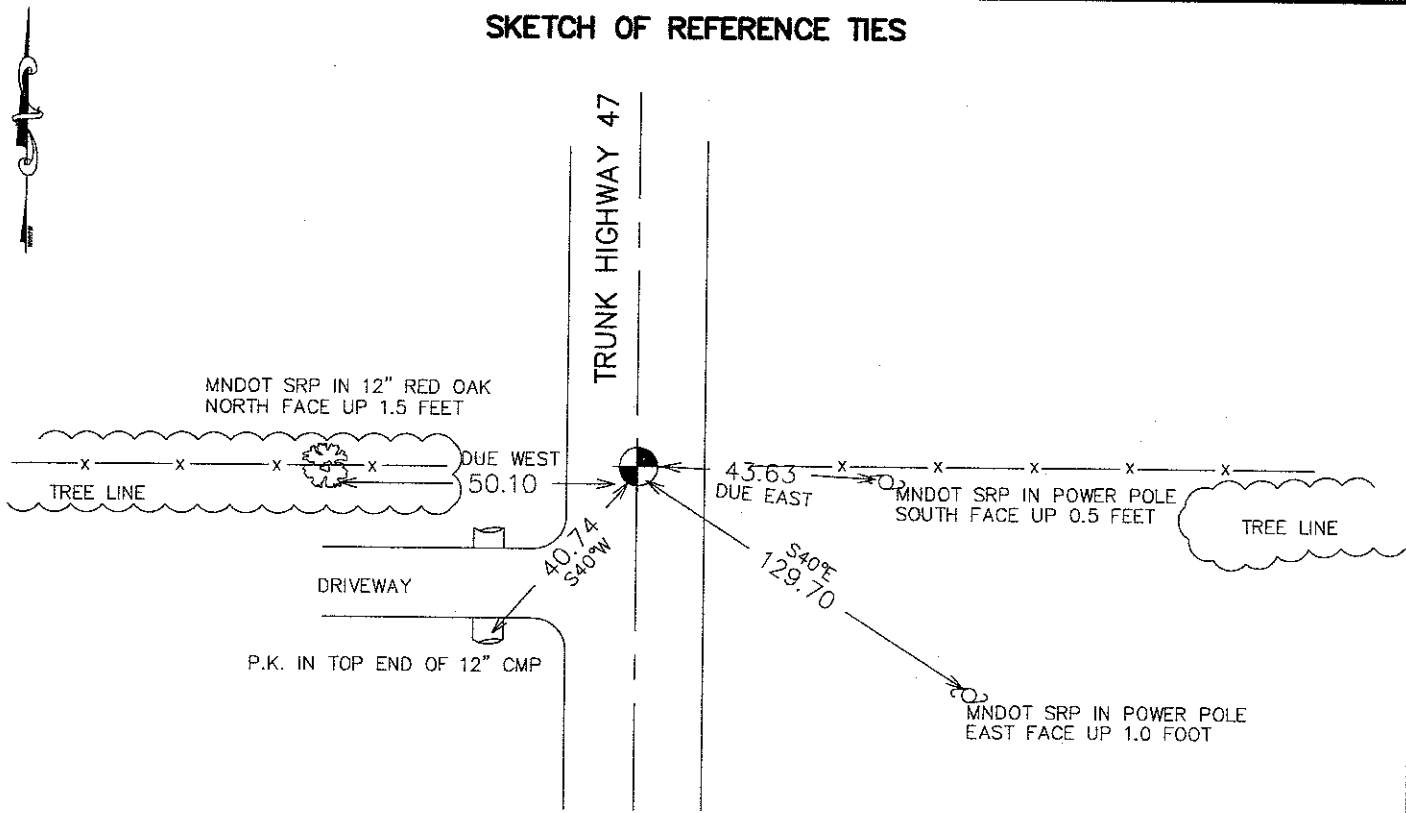 SKETCH OF REFERENCE TIES
TRUNK HIGHWAY 47
MNDOT SRP IN 12" RED OAK
NORTH FACE UP 1.5 FEET
DUE WEST
50.10
TREE LINE
43.63
DUE EAST
MNDOT SRP IN POWER POLE
SOUTH FACE UP 0.5 FEET
TREE LINE
40.74
S40°W
S40°E
129.70
DRIVEWAY
P.K. IN TOP END OF 12" CMP
MNDOT SRP IN POWER POLE
EAST FACE UP 1.0 FOOT